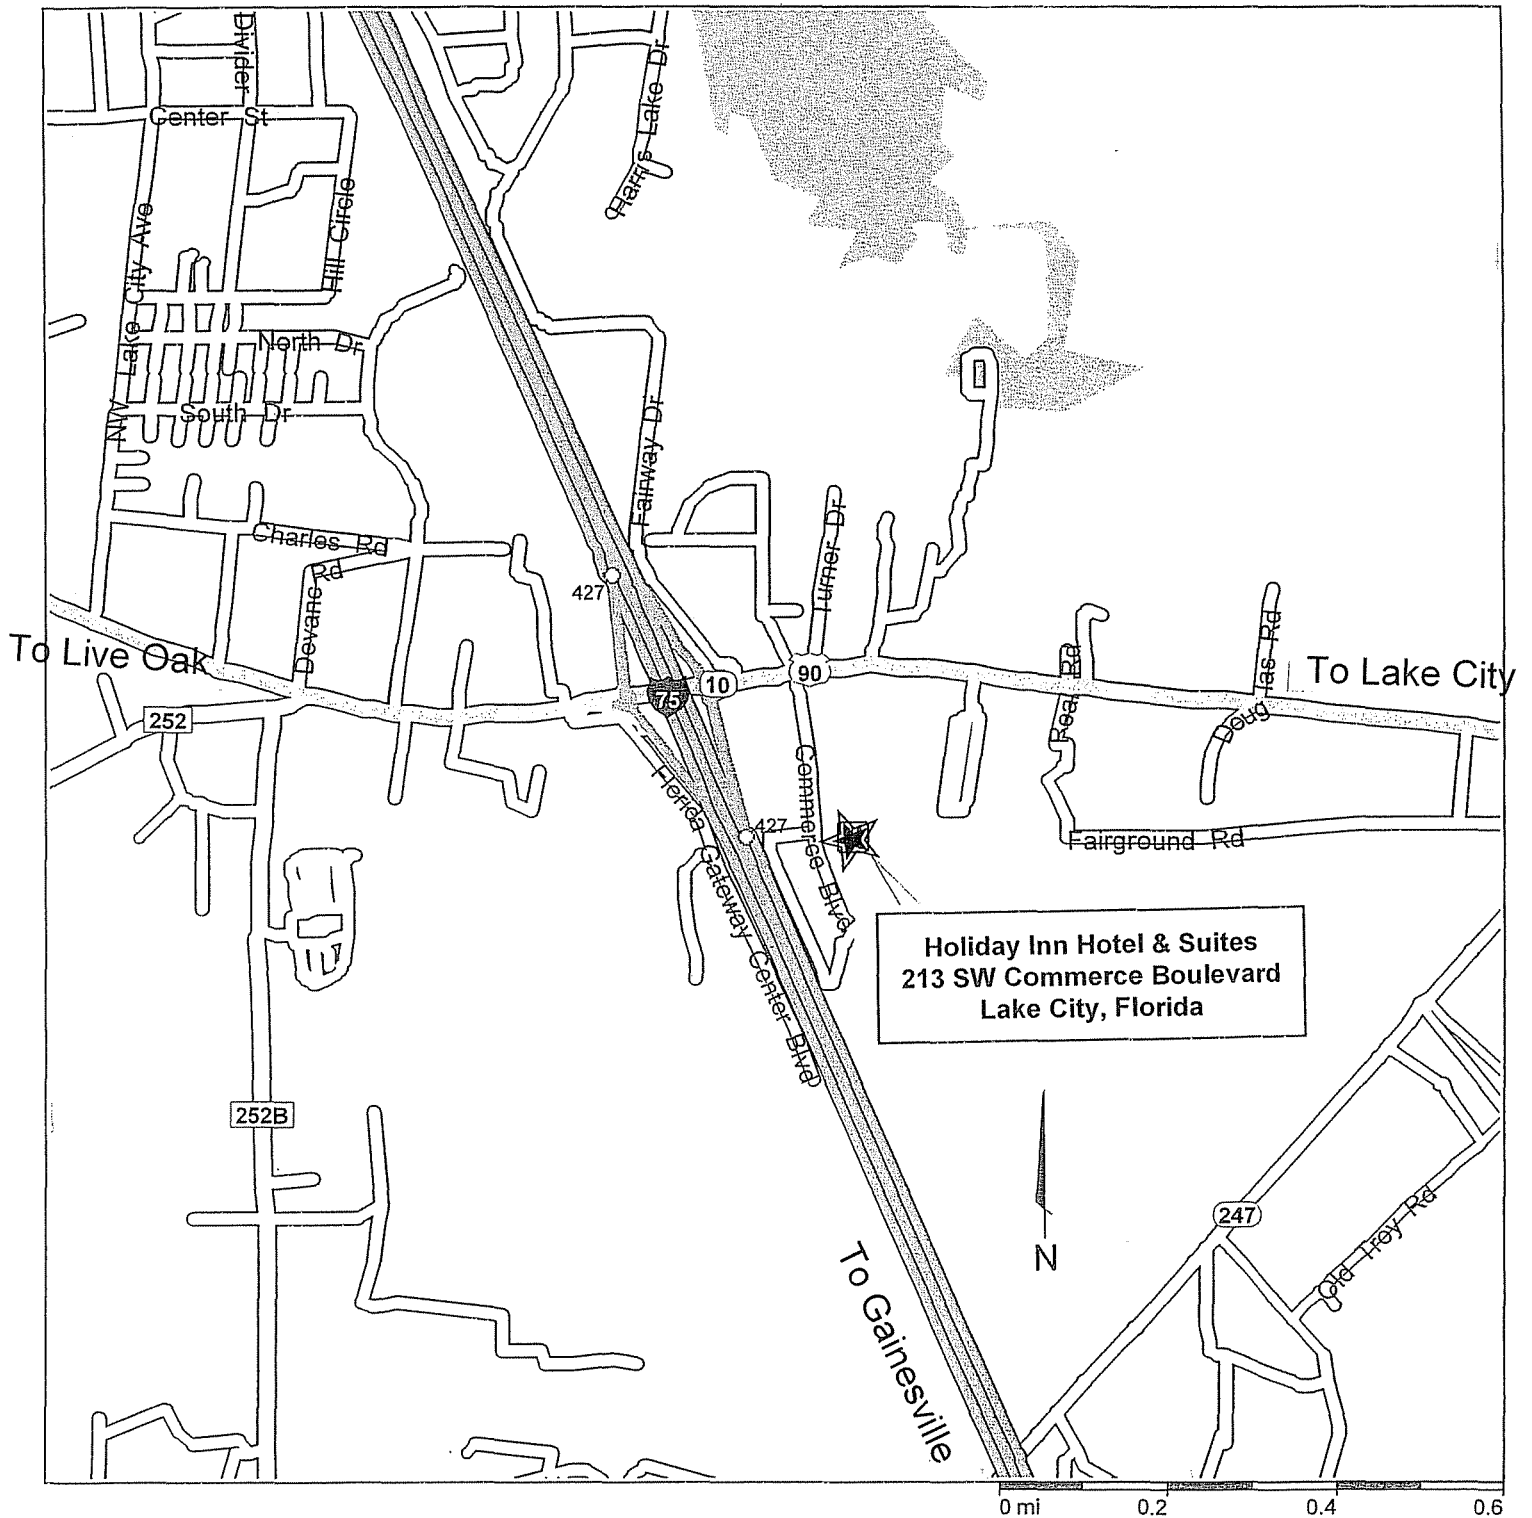 Divider
Center St
Harris Lake Dr
Hill Circle
NW Lake City Ave
North Dr
South Dr
Fairway Dr
Charles Rd
Devane Rd
Turner Dr
427
To Live Oak
252
75
10
90
Real Rd
Douglas Rd
To Lake City
Commerce Blvd
427
Florida Gateway Center Blvd
Fairground Rd
Holiday Inn Hotel & Suites
213 SW Commerce Boulevard
Lake City, Florida
252B
N
247
Old Troy Rd
To Gainesville
0 mi 0.2 0.4 0.6